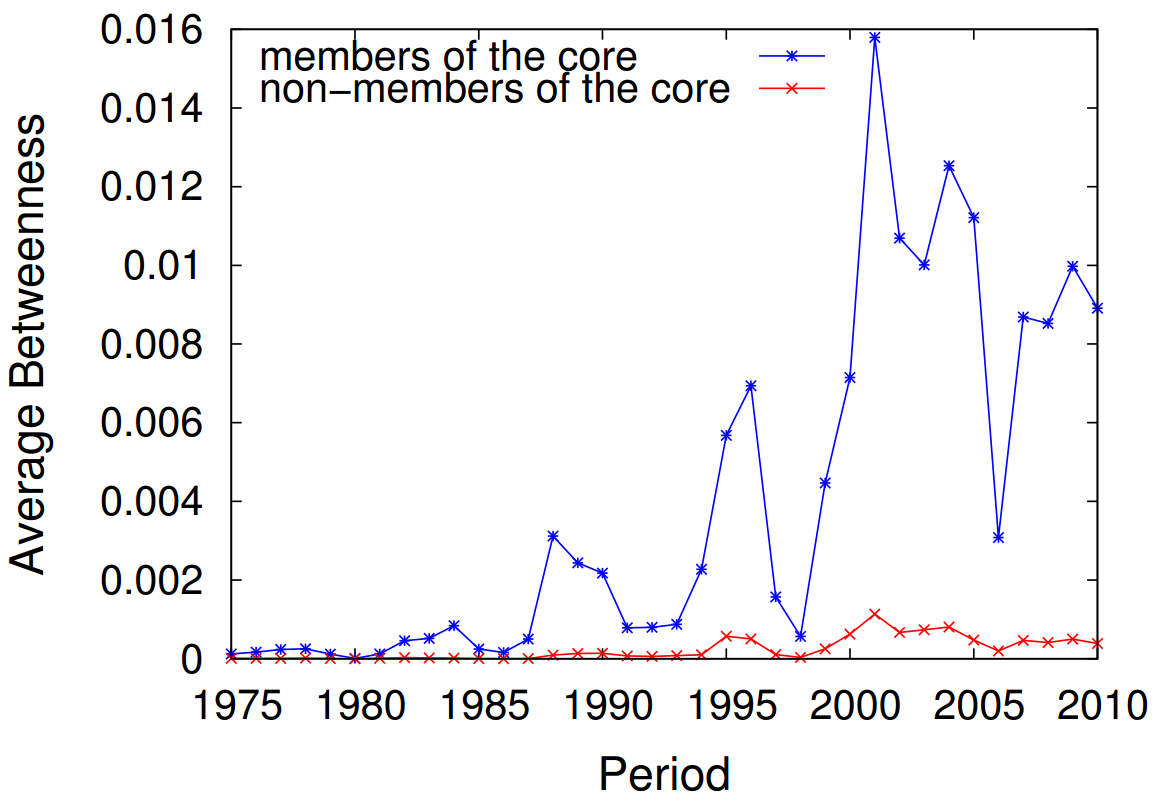 0.016
0.014
0.012
0.01
0.008
0.006
0.004
0.002
0
Average Betweenness
members of the core
non−members of the core
1975 1980 1985 1990 1995 2000 2005 2010
Period